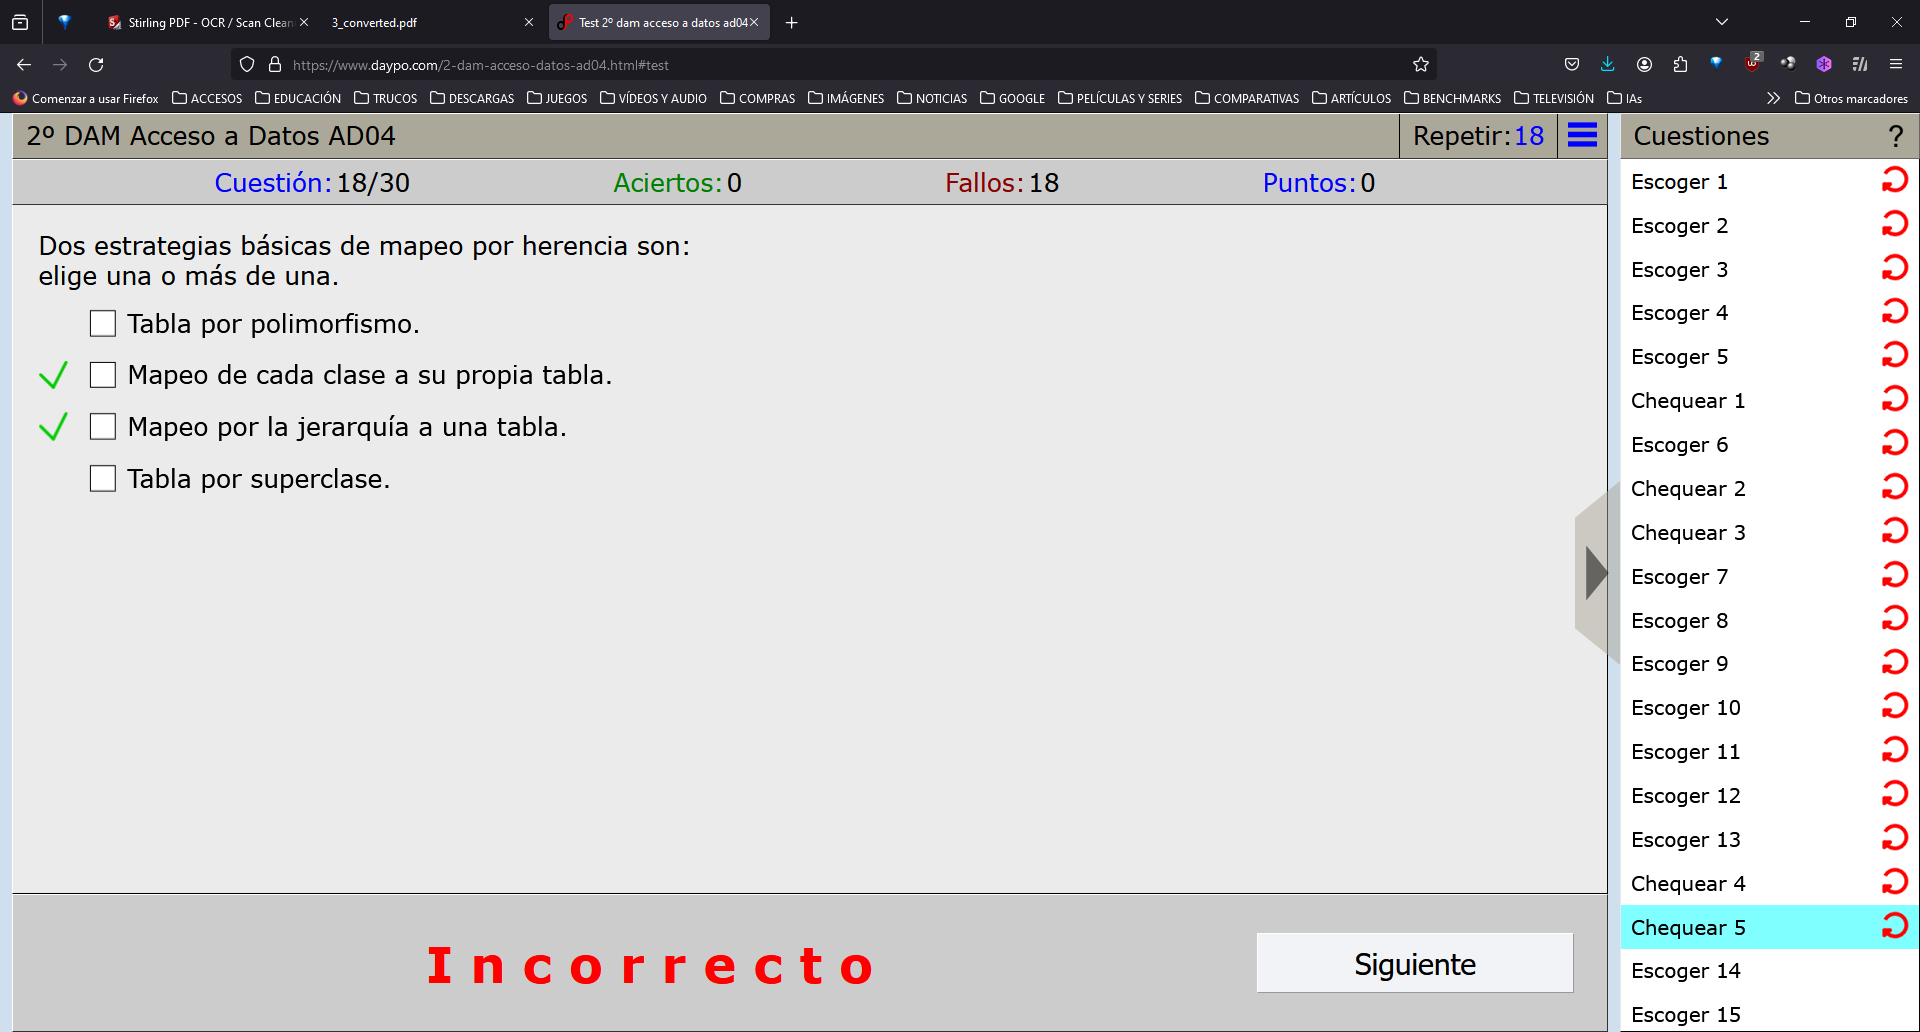 Stirling PDF - OCR / Scan Clean
3_converted.pdf
Test 2º dam acceso a datos ad04
https://www.daypo.com/2-dam-acceso-datos-ad04.html#test
2
Comenzar a usar Firefox
ACCESOS
EDUCACIÓN
TRUCOS
DESCARGAS
JUEGOS
VÍDEOS Y AUDIO
COMPRAS
IMÁGENES
NOTICIAS
GOOGLE
PELÍCULAS Y SERIES
COMPARATIVAS
ARTÍCULOS
BENCHMARKS
TELEVISIÓN
IAs
Otros marcadores
2º DAM Acceso a Datos AD04
Repetir:18
Cuestión:18/30
Aciertos:0
Fallos:18
Puntos:0
Dos estrategias básicas de mapeo por herencia son:
elige una o más de una.
Tabla por polimorfismo.
Mapeo de cada clase a su propia tabla.
Mapeo por la jerarquía a una tabla.
Tabla por superclase.
Incorrecto
Siguiente
Cuestiones ?
Escoger 1
Escoger 2
Escoger 3
Escoger 4
Escoger 5
Chequear 1
Escoger 6
Chequear 2
Chequear 3
Escoger 7
Escoger 8
Escoger 9
Escoger 10
Escoger 11
Escoger 12
Escoger 13
Chequear 4
Chequear 5
Escoger 14
Escoger 15